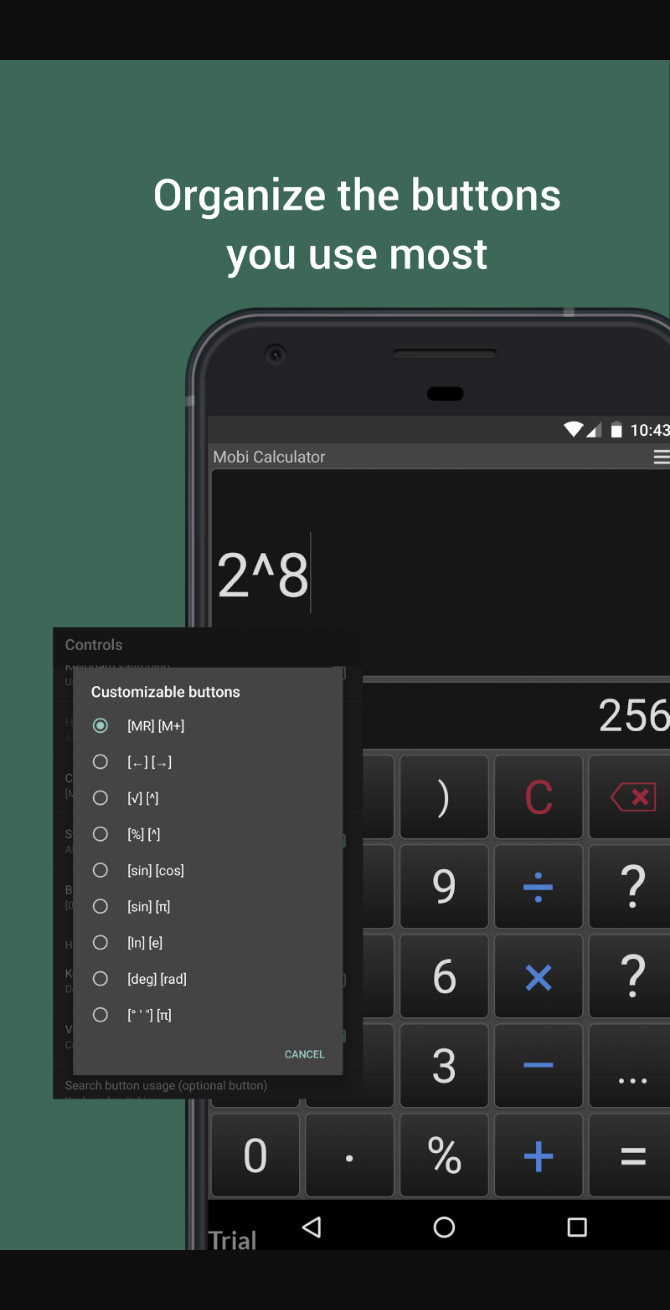 Organize the buttons
you use most
10:43
Mobi Calculator
2^8
256
Controls
Customizable buttons
[MR] [M+]
[←] [→]
[√] [^]
[%] [^]
[sin] [cos]
[sin] [π]
[ln] [e]
[deg] [rad]
[° ' "] [π]
CANCEL
Search button usage (optional button)
) C
9 ÷ ?
6 × ?
3 − ...
0 . % + =
Trial